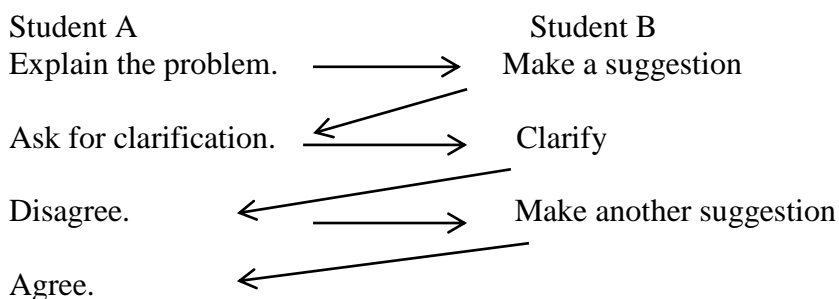 Student A Student B
Explain the problem. Make a suggestion
Ask for clarification. Clarify
Disagree. Make another suggestion
Agree.